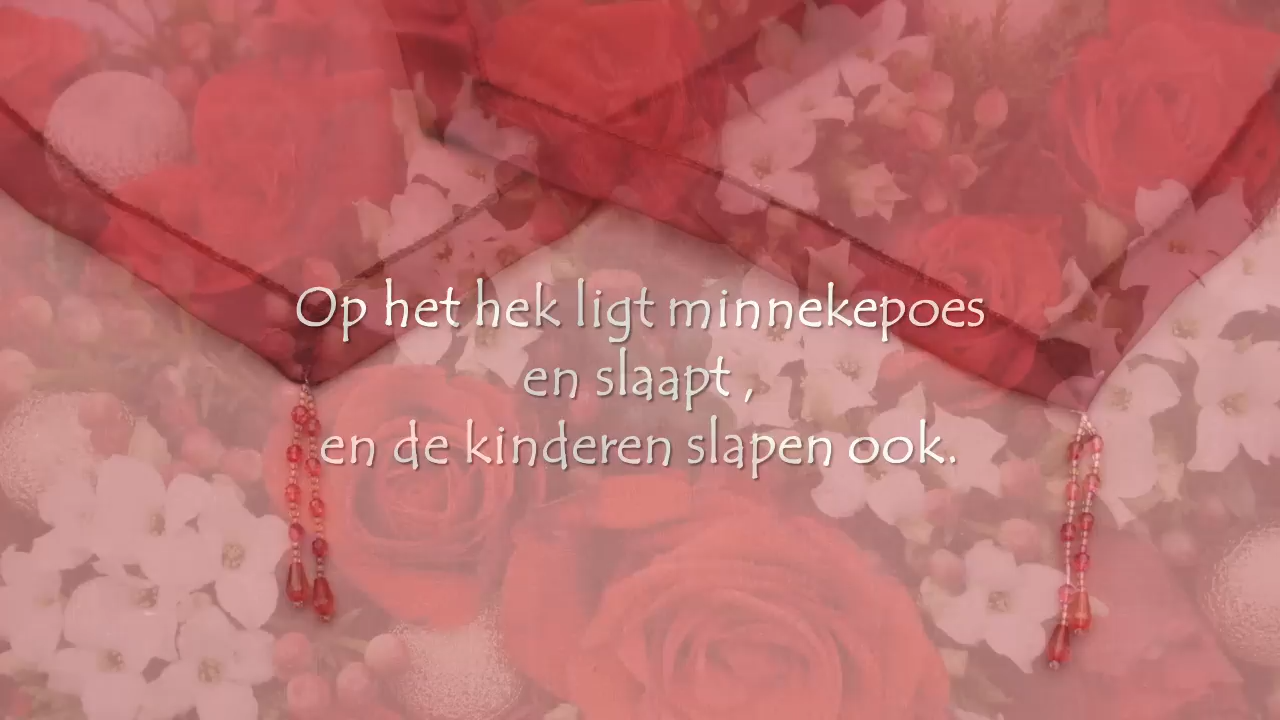 Op het hek ligt minnekepoes
en slaapt ,
en de kinderen slapen ook.